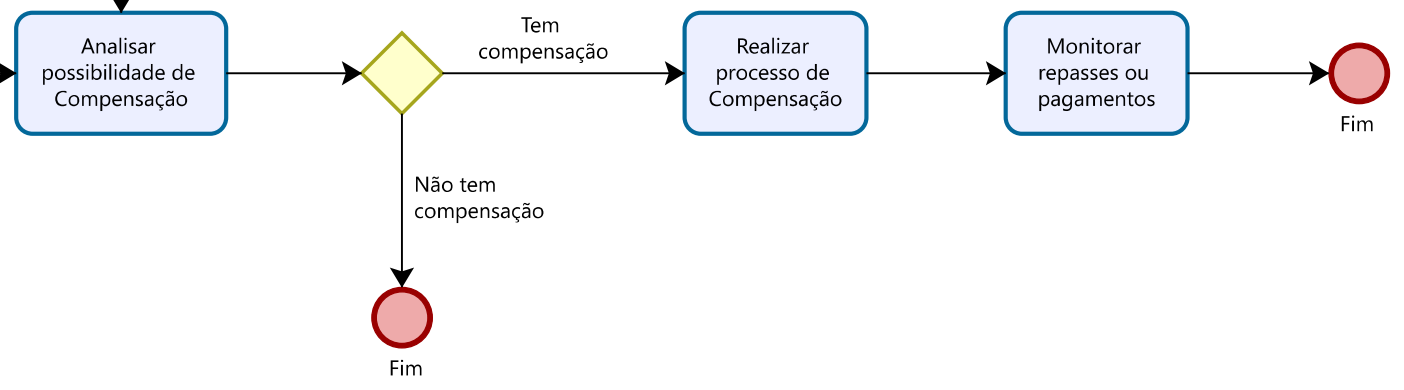 Analisar
possibilidade de
Compensação
Tem
compensação
Realizar
processo de
Compensação
Monitorar
repasses ou
pagamentos
Fim
Não tem
compensação
Fim